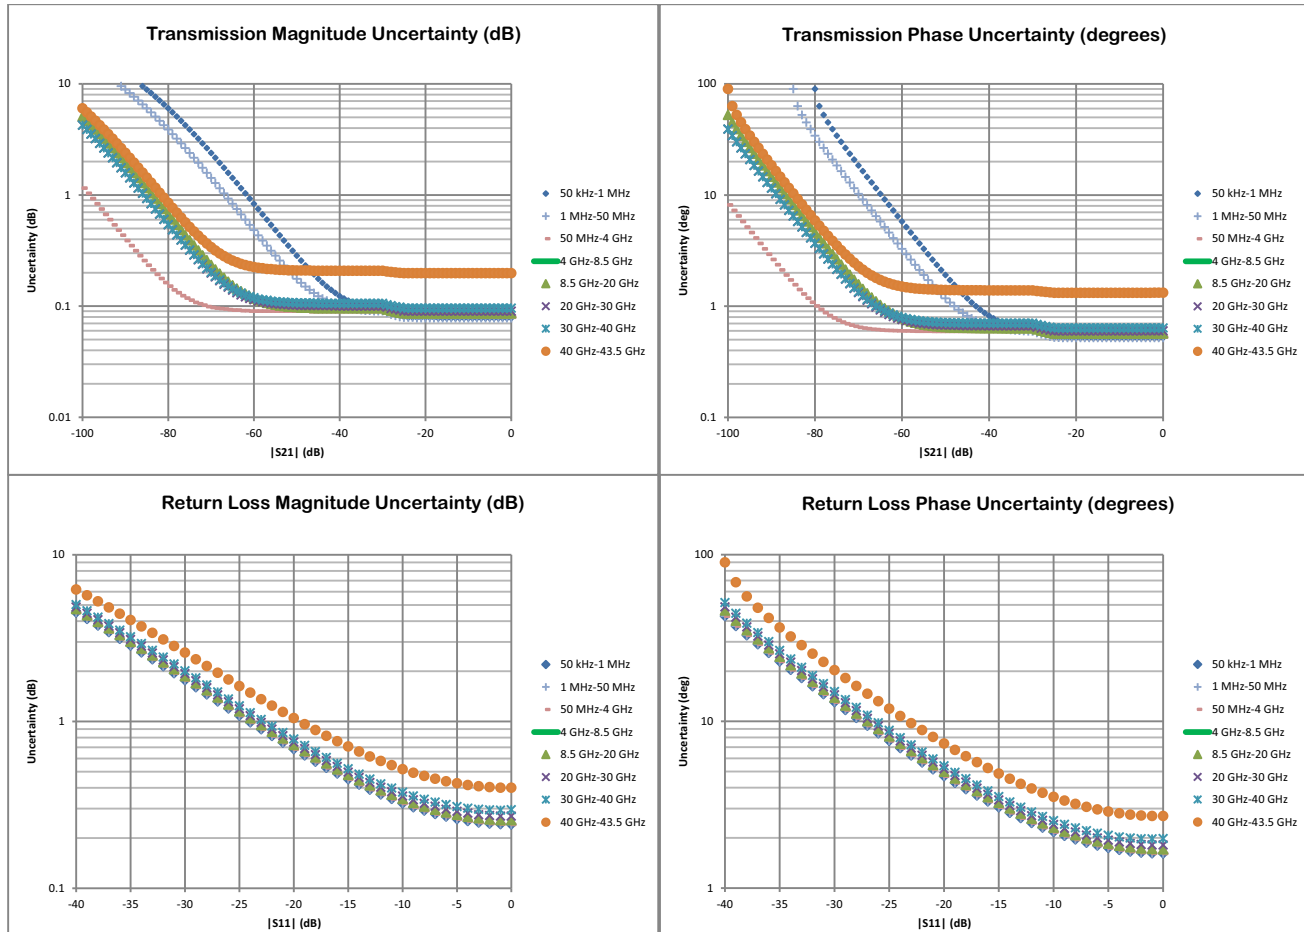 Transmission Magnitude Uncertainty (dB)
10
1
0.1
0.01
Uncertainty (dB)
-100
-80
-60
-40
-20
0
|S21| (dB)
50 kHz-1 MHz
1 MHz-50 MHz
50 MHz-4 GHz
4 GHz-8.5 GHz
8.5 GHz-20 GHz
20 GHz-30 GHz
30 GHz-40 GHz
40 GHz-43.5 GHz
Transmission Phase Uncertainty (degrees)
100
10
1
0.1
Uncertainty (deg)
-100
-80
-60
-40
-20
0
|S21| (dB)
50 kHz-1 MHz
1 MHz-50 MHz
50 MHz-4 GHz
4 GHz-8.5 GHz
8.5 GHz-20 GHz
20 GHz-30 GHz
30 GHz-40 GHz
40 GHz-43.5 GHz
Return Loss Magnitude Uncertainty (dB)
10
1
0.1
Uncertainty (dB)
-40
-35
-30
-25
-20
-15
-10
-5
0
|S11| (dB)
50 kHz-1 MHz
1 MHz-50 MHz
50 MHz-4 GHz
4 GHz-8.5 GHz
8.5 GHz-20 GHz
20 GHz-30 GHz
30 GHz-40 GHz
40 GHz-43.5 GHz
Return Loss Phase Uncertainty (degrees)
100
10
1
Uncertainty (deg)
-40
-35
-30
-25
-20
-15
-10
-5
0
|S11| (dB)
50 kHz-1 MHz
1 MHz-50 MHz
50 MHz-4 GHz
4 GHz-8.5 GHz
8.5 GHz-20 GHz
20 GHz-30 GHz
30 GHz-40 GHz
40 GHz-43.5 GHz